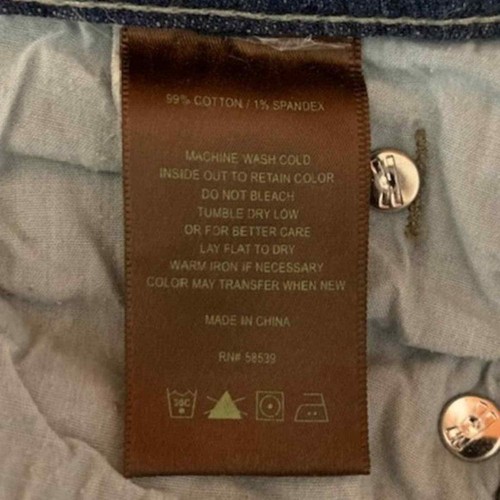 99% COTTON / 1% SPANDEX
MACHINE WASH COLD
INSIDE OUT TO RETAIN COLOR
DO NOT BLEACH
TUMBLE DRY LOW
OR FOR BETTER CARE
LAY FLAT TO DRY
WARM IRON IF NECESSARY
COLOR MAY TRANSFER WHEN NEW
MADE IN CHINA
RN# 58539
30C